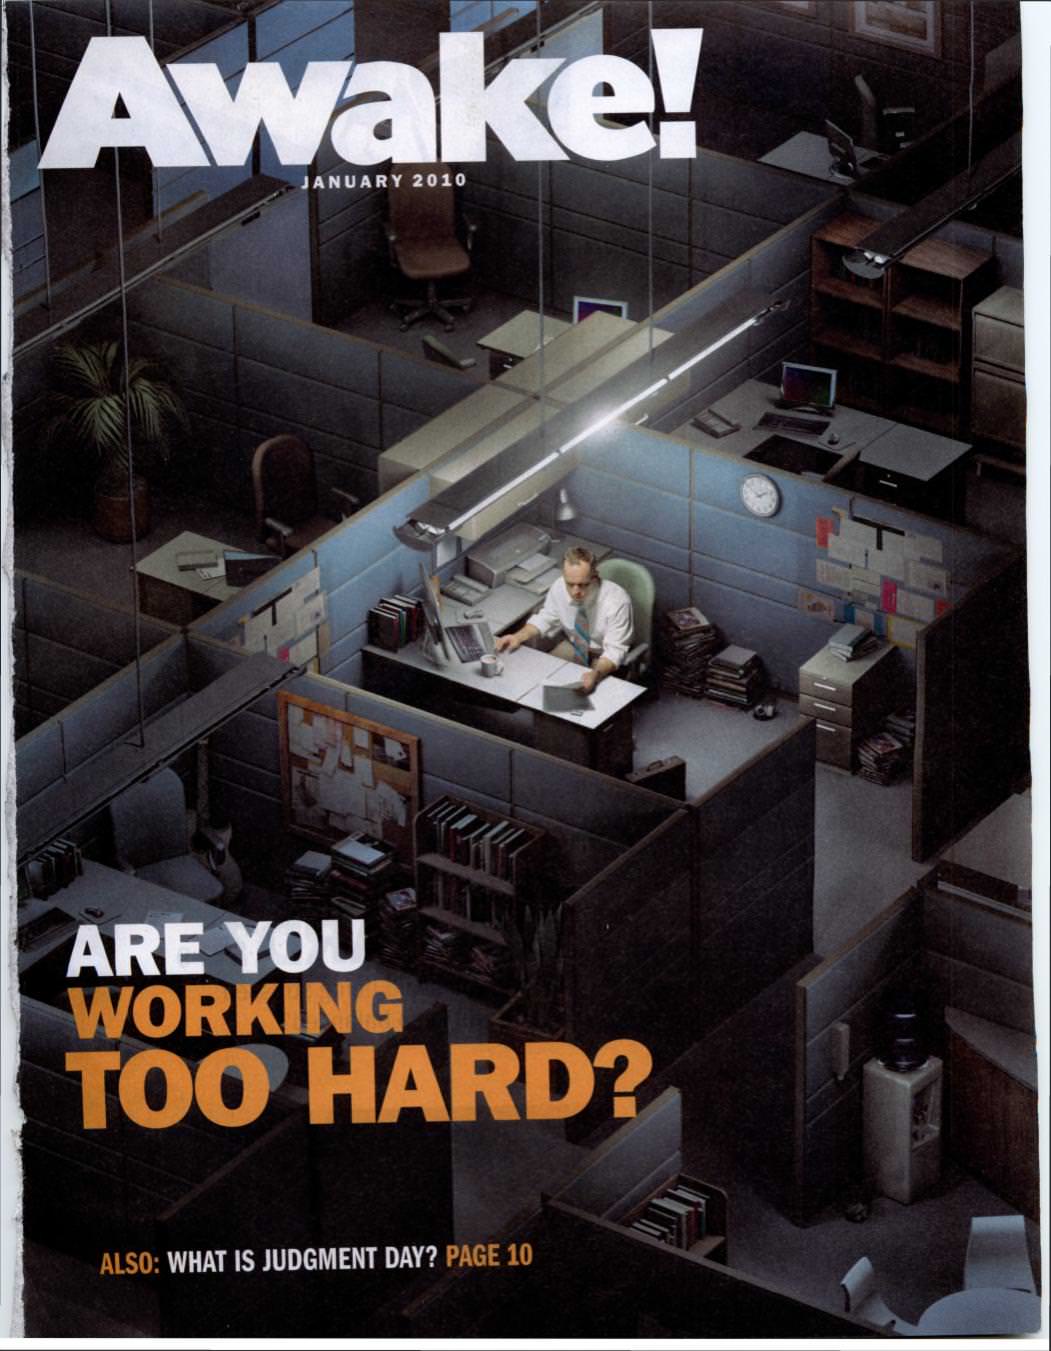 Awake!
JANUARY 2010
ARE YOU
WORKING
TOO HARD?
ALSO: WHAT IS JUDGMENT DAY? PAGE 10